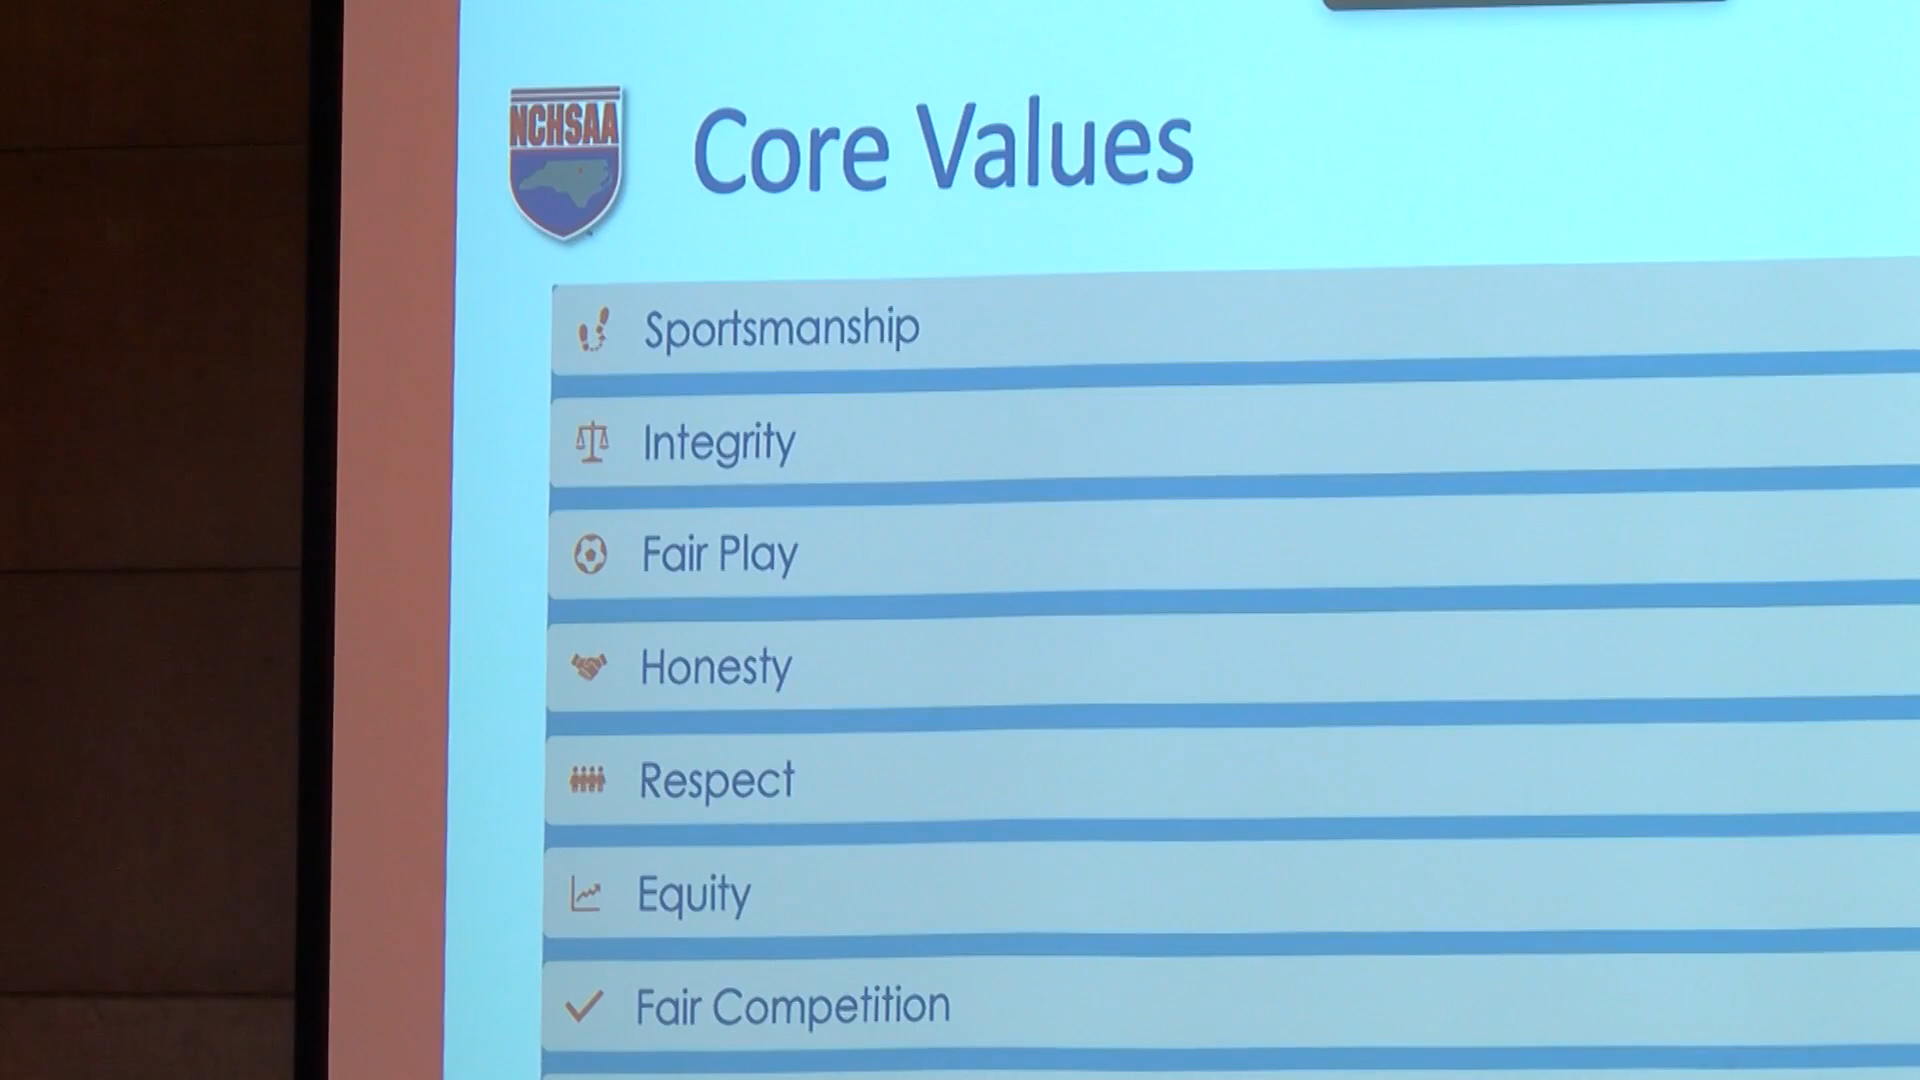 NCHSAA
Core Values
Sportsmanship
Integrity
Fair Play
Honesty
Respect
Equity
Fair Competition